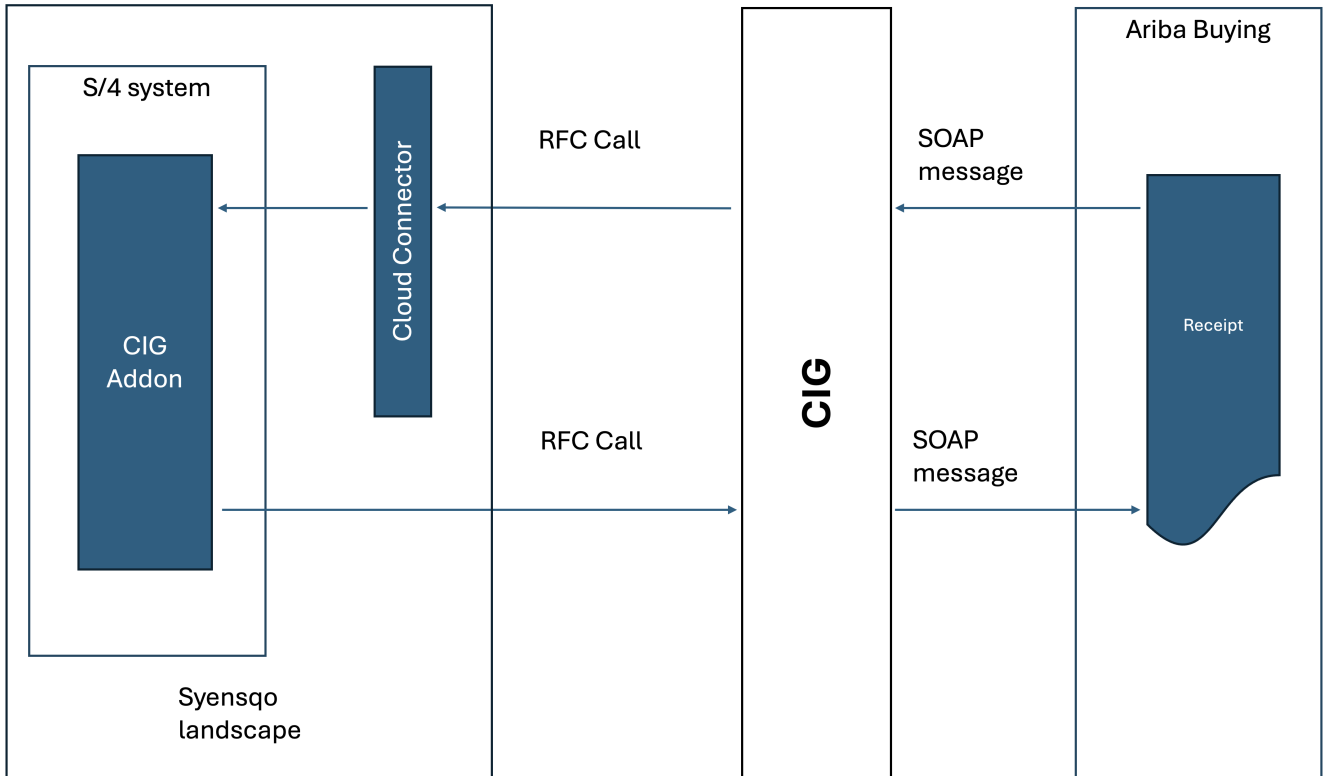 Ariba Buying
S/4 system
RFC Call
SOAP
message
Cloud Connector
Receipt
CIG
Addon
CIG
RFC Call
SOAP
message
Syensqo
landscape